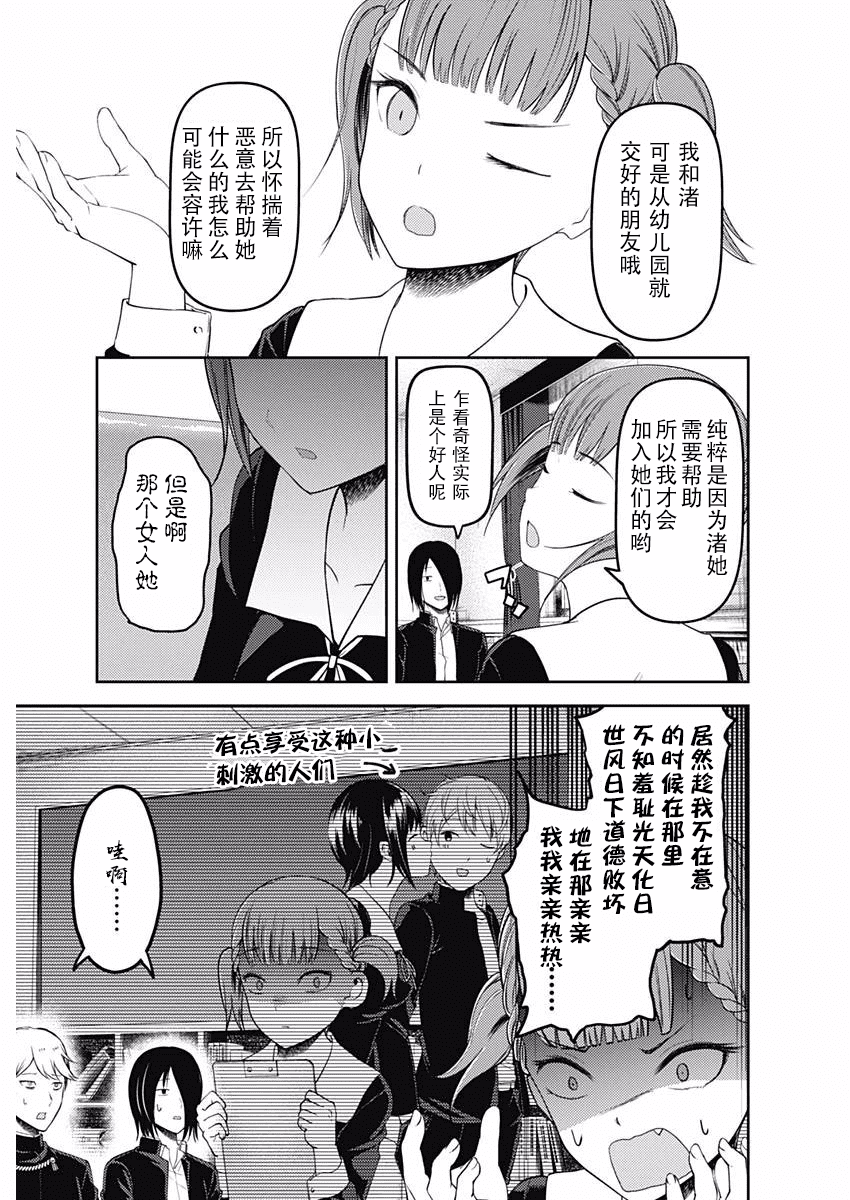 我和渚
可是从幼儿园就
交好的朋友哦
所以怀揣着
恶意去帮助她
什么的我怎么
可能会容许嘛
纯粹是因为渚她
需要帮助
所以我才会
加入她们的哟
乍看奇怪实际
上是个好人呢
但是啊
那个女人她
居然趁我不在意
的时候在那里
不知羞耻光天化日
世风日下道德败坏
地在那亲亲
我我亲亲热热……
有点享受这种小
刺激的人们
哇啊……